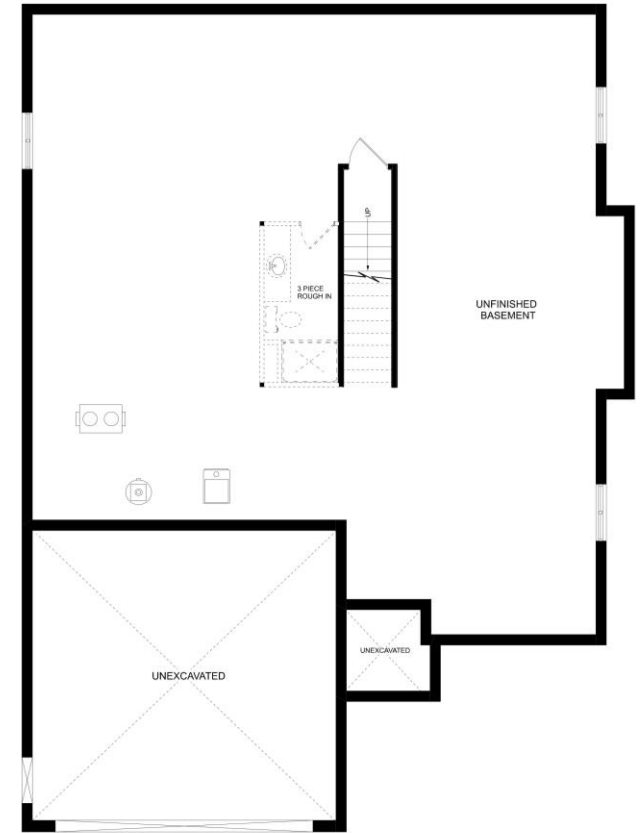 UP
3 PIECE
ROUGH IN
UNFINISHED
BASEMENT
UNEXCAVATED
UNEXCAVATED